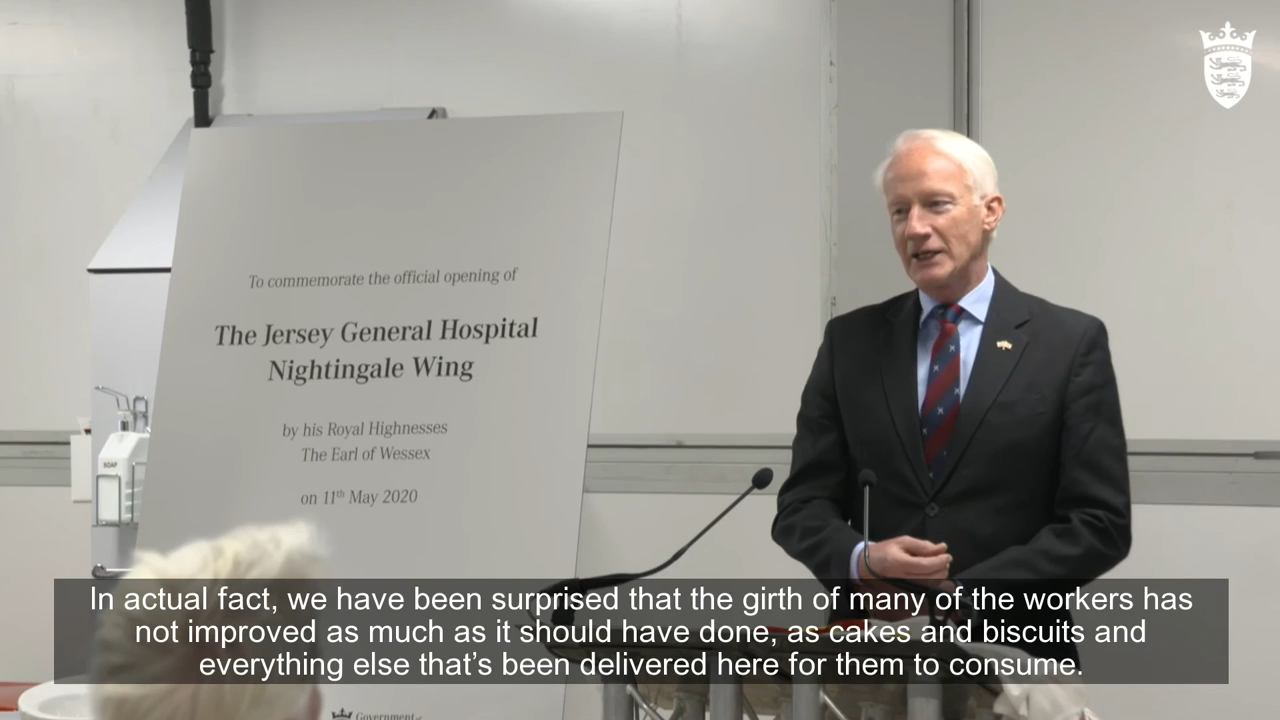 To commemorate the official opening of
The Jersey General Hospital
Nightingale Wing
by his Royal Highnesses
The Earl of Wessex
on 11th May 2020
SOAP
In actual fact, we have been surprised that the girth of many of the workers has
not improved as much as it should have done, as cakes and biscuits and
everything else that's been delivered here for them to consume.
Government